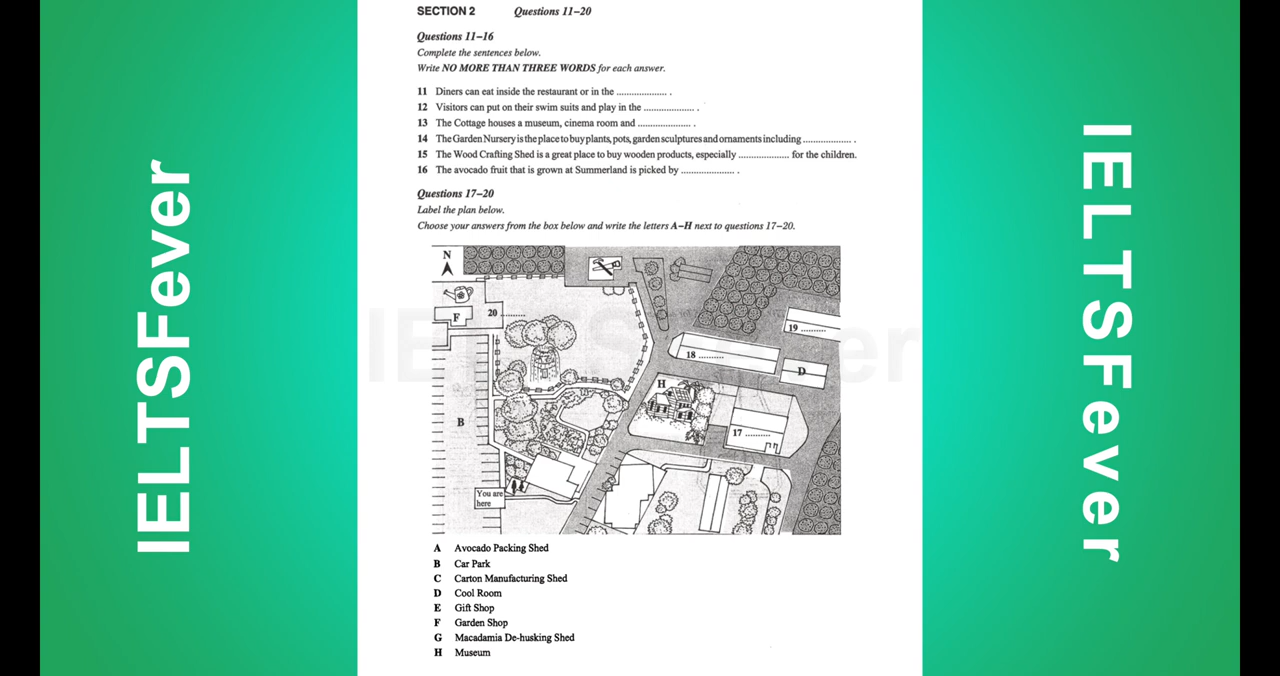 SECTION 2 Questions 11–20
Questions 11–16
Complete the sentences below.
Write NO MORE THAN THREE WORDS for each answer.
11 Diners can eat inside the restaurant or in the .................... .
12 Visitors can put on their swim suits and play in the ................... .
13 The Cottage houses a museum, cinema room and .................... .
14 The Garden Nursery is the place to buy plants, pots, garden sculptures and ornaments including .................. .
15 The Wood Crafting Shed is a great place to buy wooden products, especially .................... for the children.
16 The avocado fruit that is grown at Summerland is picked by ..................... .
Questions 17–20
Label the plan below.
Choose your answers from the box below and write the letters A–H next to questions 17–20.
N
F
20 ..........
19 ..........
18 ..........
D
H
B
17 ..........
You are
here
A Avocado Packing Shed
B Car Park
C Carton Manufacturing Shed
D Cool Room
E Gift Shop
F Garden Shop
G Macadamia De-husking Shed
H Museum
IELTSFever
IELTSFever
IELTSFever